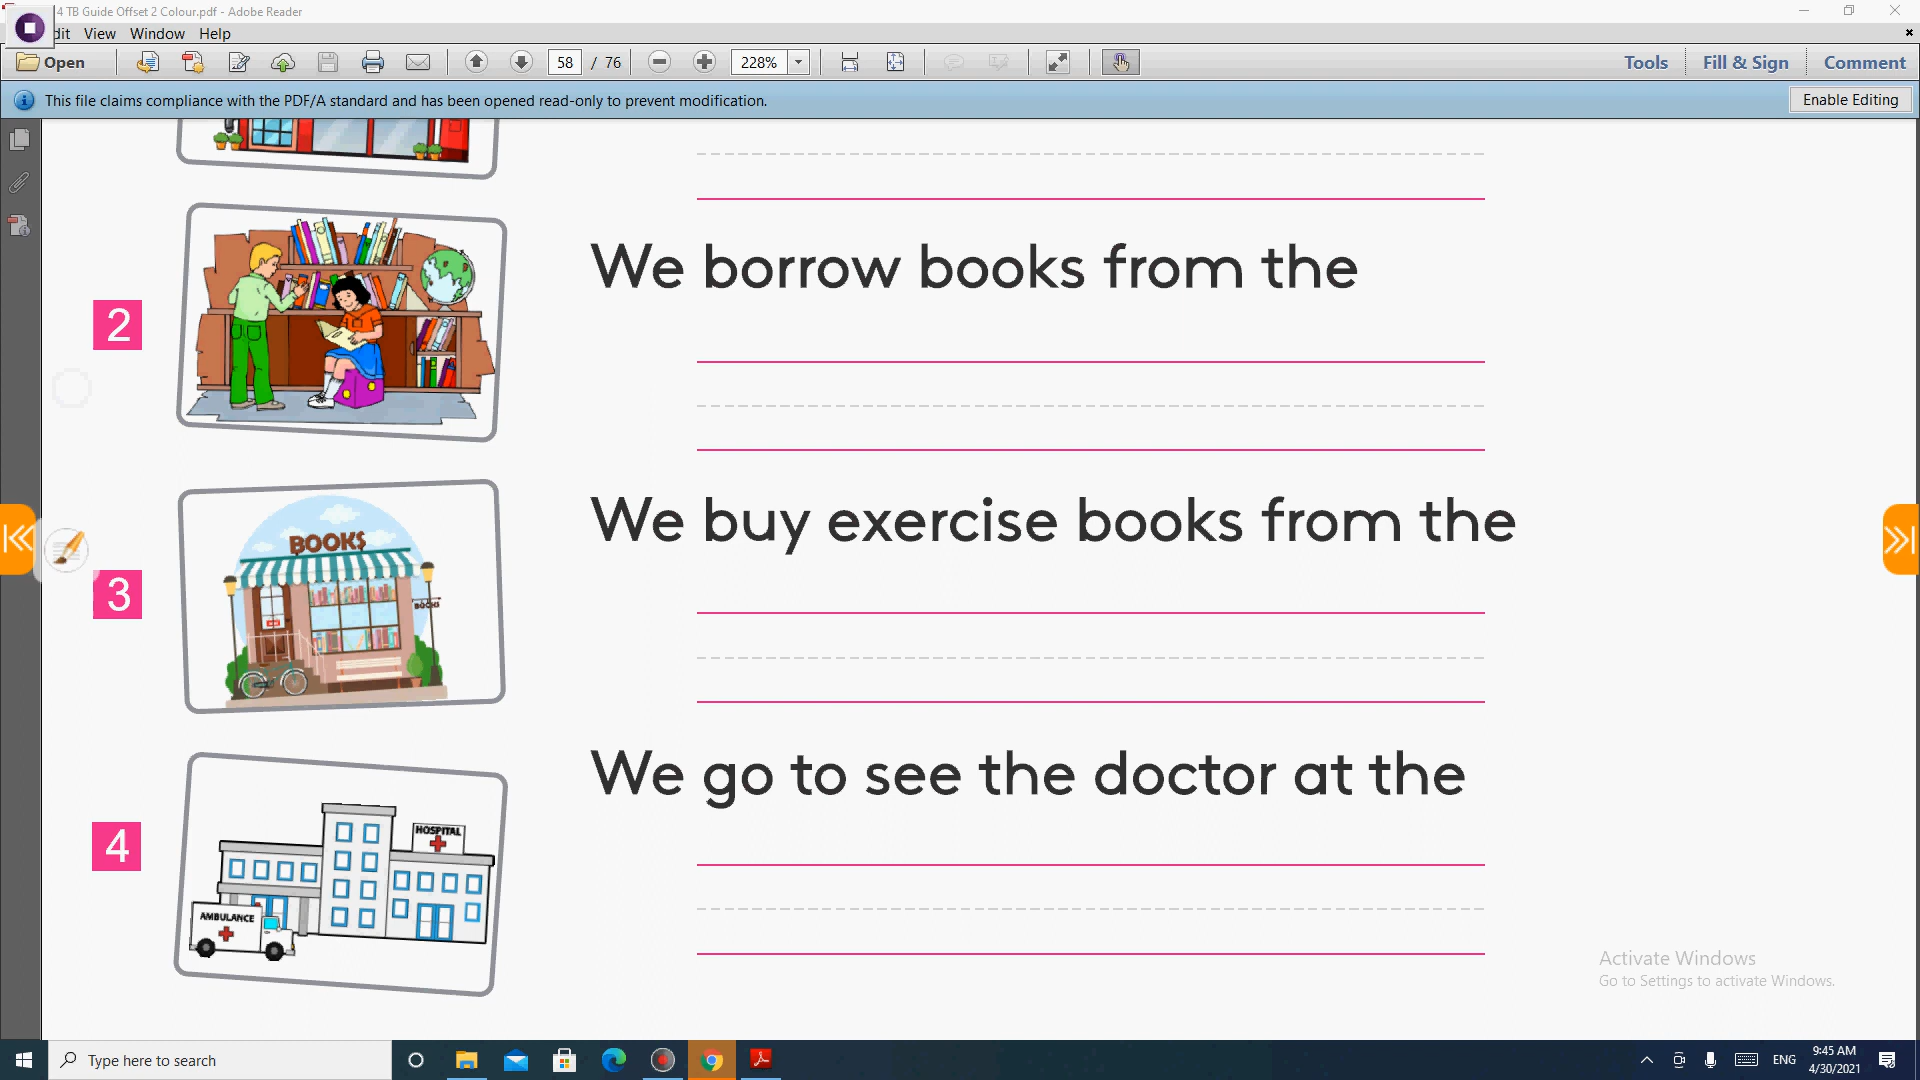 4 TB Guide Offset 2 Colour.pdf - Adobe Reader
dit View Window Help
Open 58 / 76 228% Tools Fill & Sign Comment
This file claims compliance with the PDF/A standard and has been opened read-only to prevent modification. Enable Editing
2 We borrow books from the
3 We buy exercise books from the
BOOKS
BOOKS
4 We go to see the doctor at the
HOSPITAL
AMBULANCE
Activate Windows
Go to Settings to activate Windows.
Type here to search
ENG 9:45 AM
4/30/2021